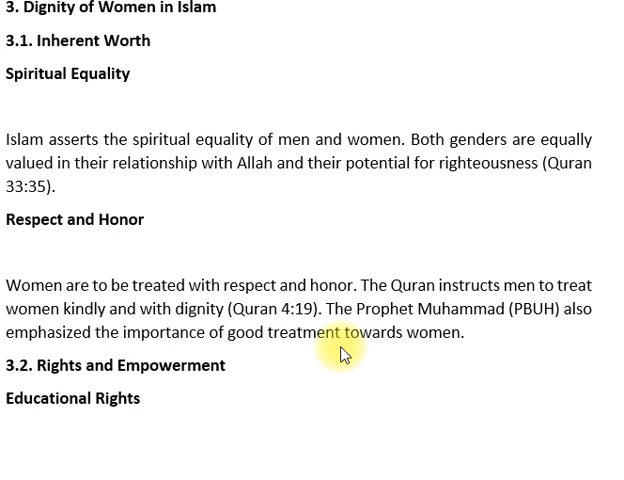 3. Dignity of Women in Islam
3.1. Inherent Worth
Spiritual Equality
Islam asserts the spiritual equality of men and women. Both genders are equally
valued in their relationship with Allah and their potential for righteousness (Quran
33:35).
Respect and Honor
Women are to be treated with respect and honor. The Quran instructs men to treat
women kindly and with dignity (Quran 4:19). The Prophet Muhammad (PBUH) also
emphasized the importance of good treatment towards women.
3.2. Rights and Empowerment
Educational Rights